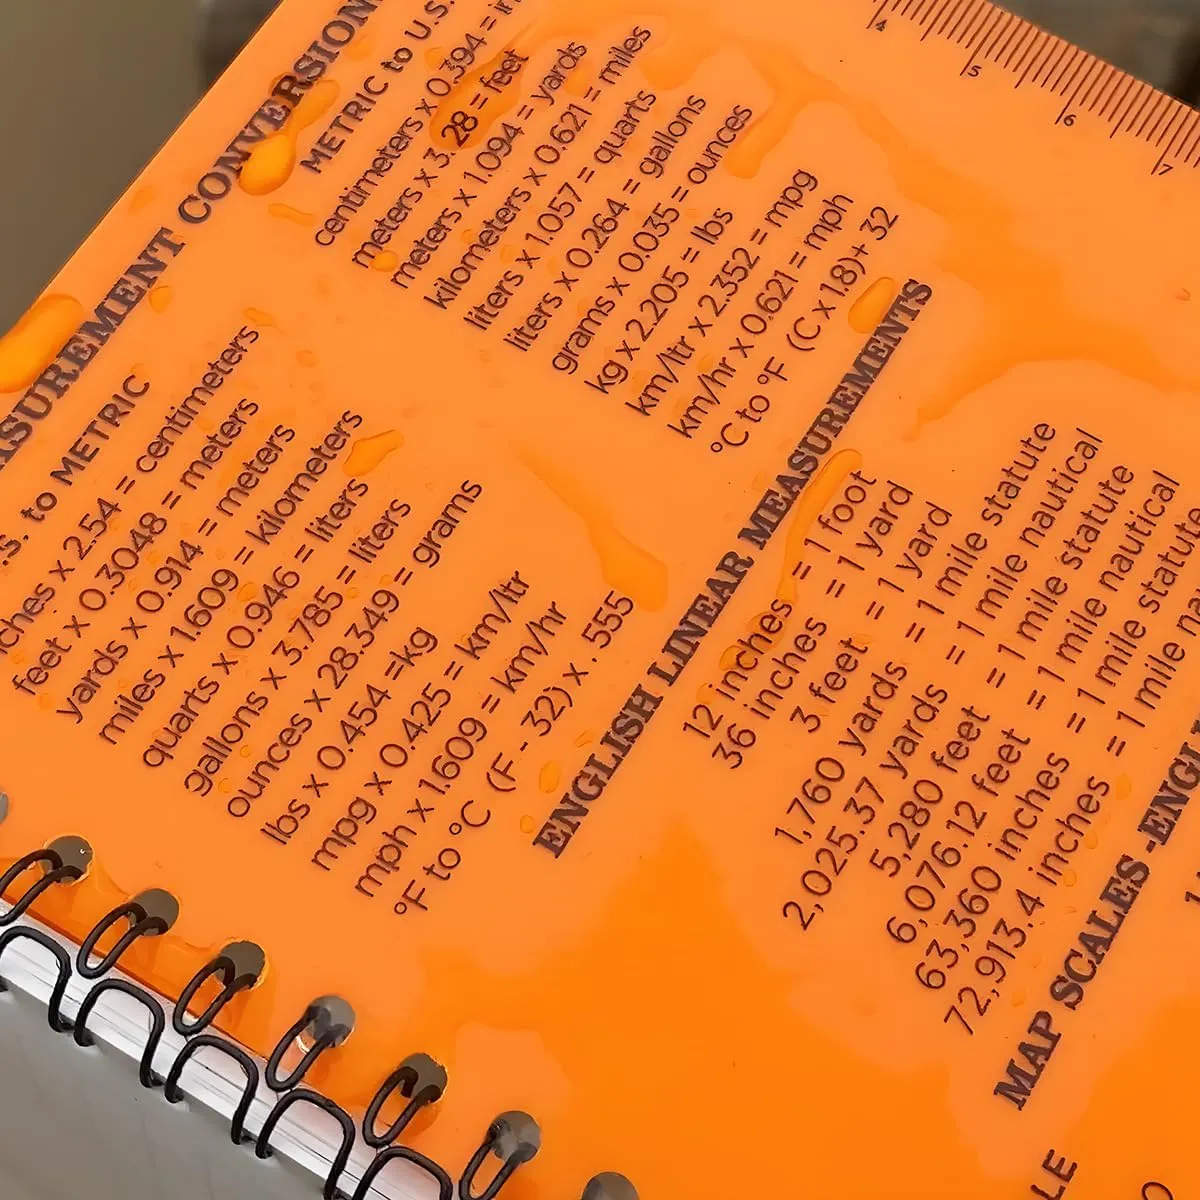 MEASUREMENT CONVERSION
to METRIC
inches x 2.54 = centimeters
feet x 0.3048 = meters
yards x 0.914 = meters
miles x 1.609 = kilometers
quarts x 0.946 = liters
gallons x 3.785 = liters
ounces x 28.349 = grams
lbs x 0.454 =kg
mpg x 0.425 = km/ltr
mph x 1.609 = km/hr
°F to °C (F - 32) x .555
METRIC to U.S.
centimeters x 0.394 = in
meters x 3.28 = feet
meters x 1.094 = yards
kilometers x 0.621 = miles
liters x 1.057 = quarts
liters x 0.264 = gallons
grams x 0.035 = ounces
kg x 2.205 = lbs
km/ltr x 2.352 = mpg
km/hr x 0.621 = mph
°C to °F (C x 1.8)+ 32
ENGLISH LINEAR MEASUREMENTS
12 inches = 1 foot
36 inches = 1 yard
3 feet = 1 yard
1,760 yards = 1 mile statute
2,025.37 yards = 1 mile nautical
5,280 feet = 1 mile statute
6,076.12 feet = 1 mile nautical
63,360 inches = 1 mile statute
72,913.4 inches = 1 mile na
MAP SCALES -ENGL
4
5
6
7